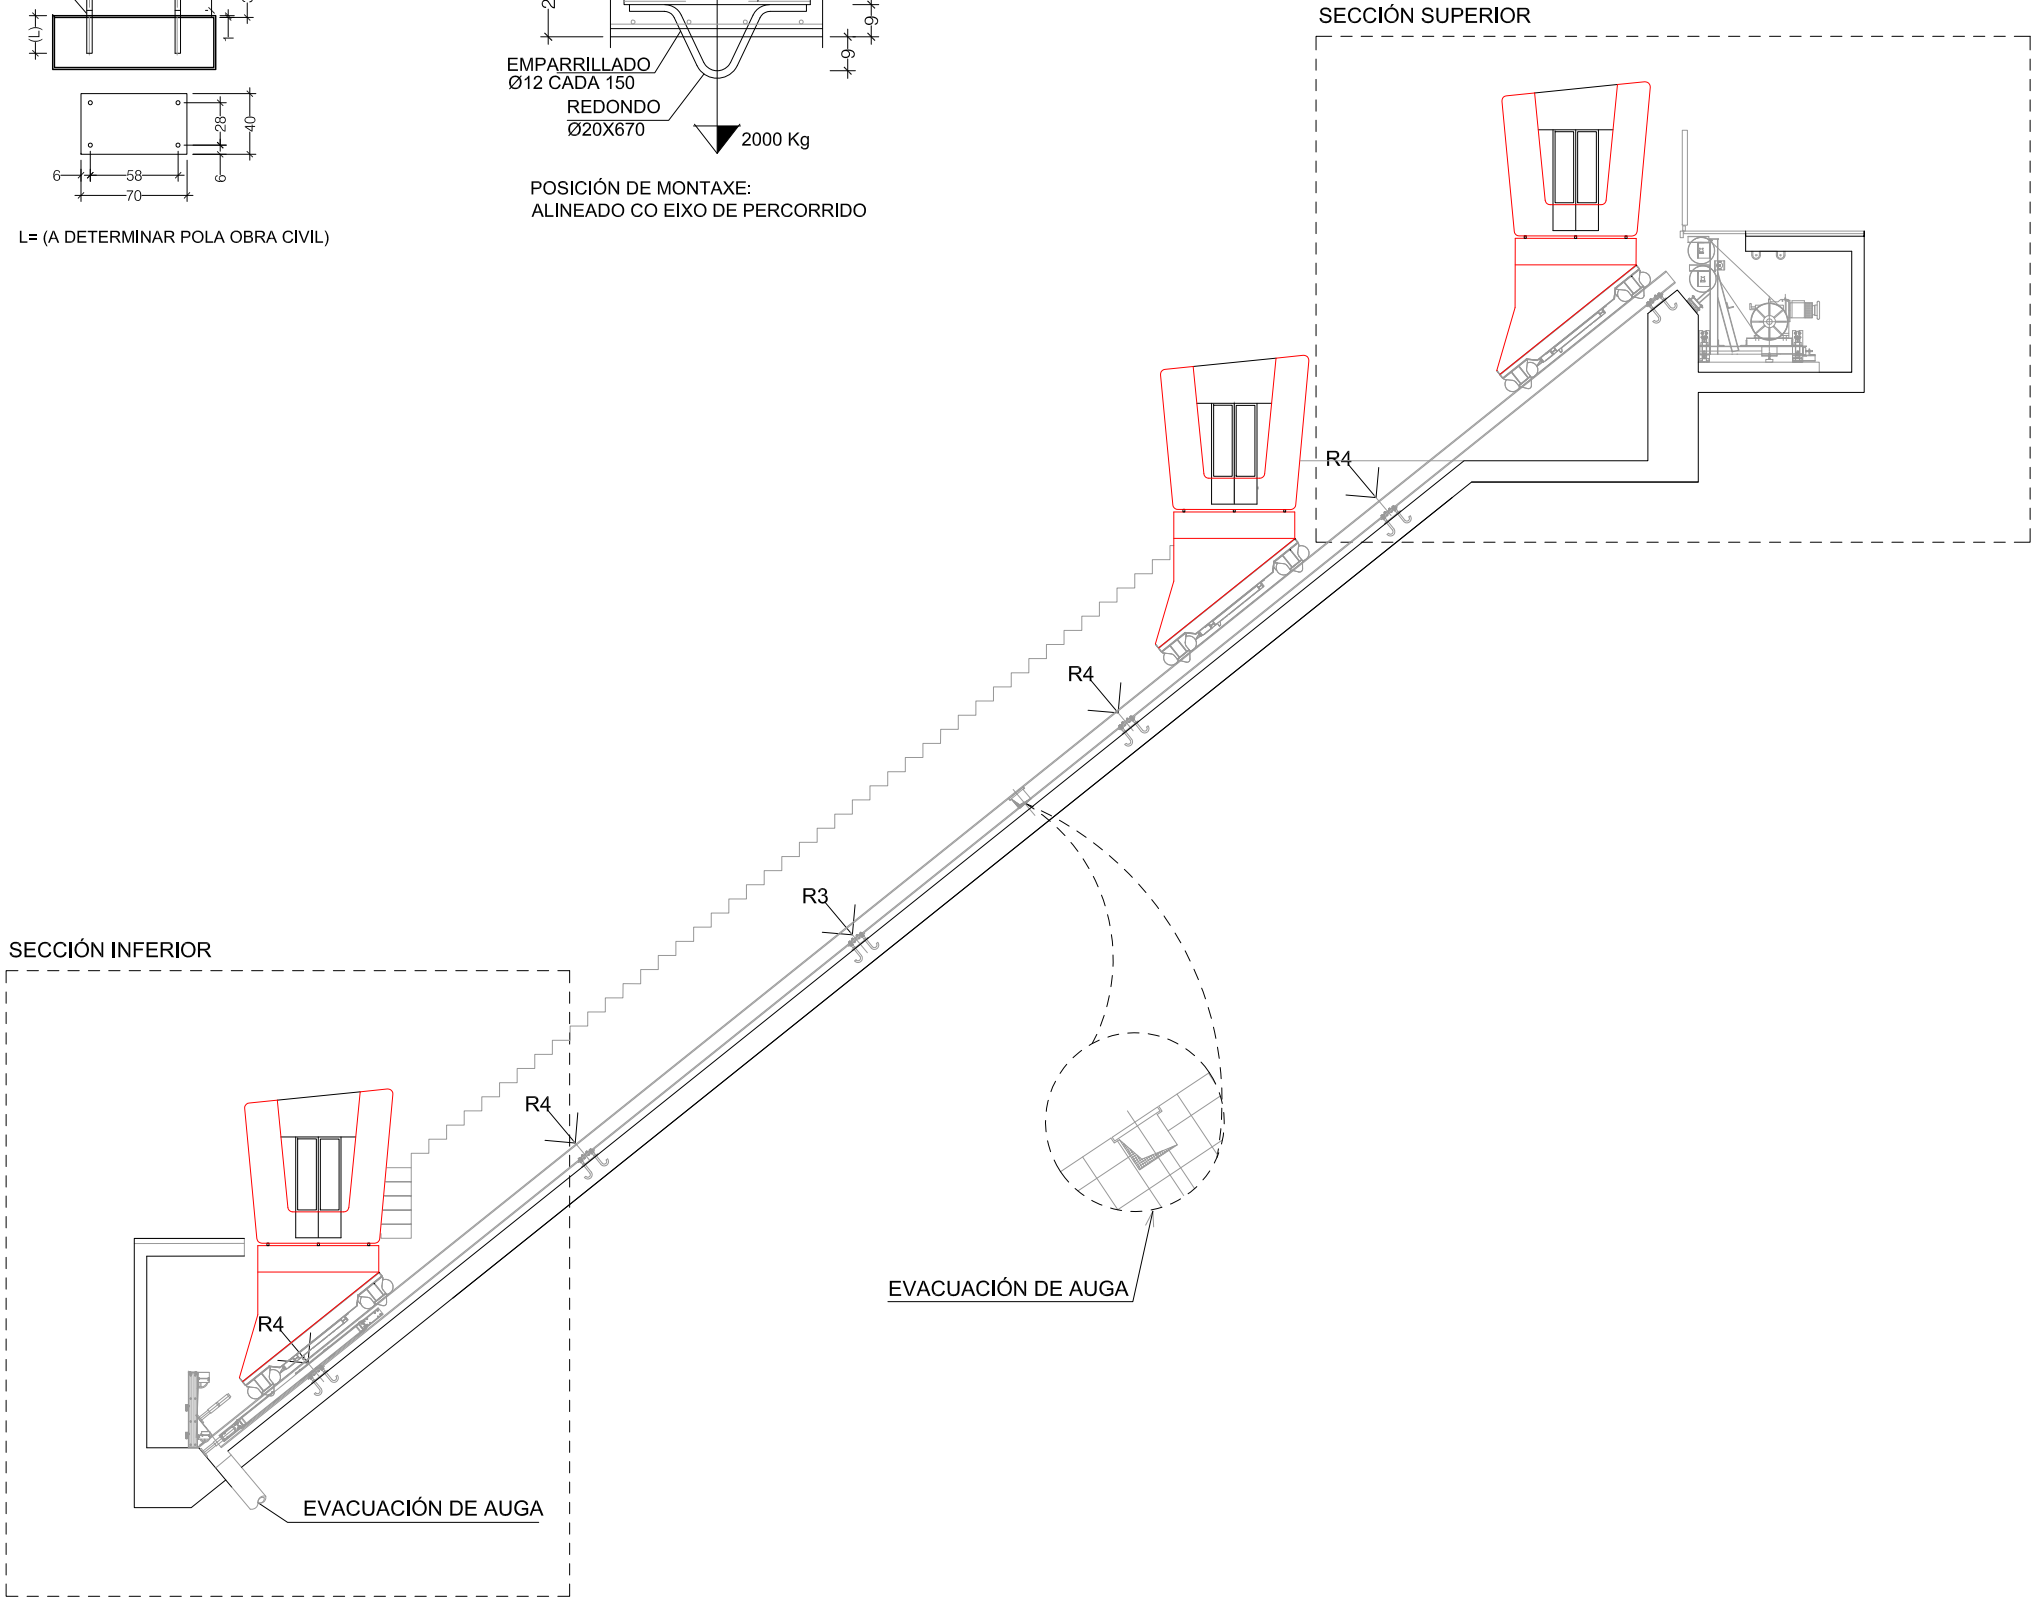 (L)
1
28
40
6
6
58
70
L= (A DETERMINAR POLA OBRA CIVIL)
2
9
9
EMPARRILLADO
Ø12 CADA 150
REDONDO
Ø20X670
2000 Kg
POSICIÓN DE MONTAXE:
ALINEADO CO EIXO DE PERCORRIDO
SECCIÓN SUPERIOR
R4
R4
R3
SECCIÓN INFERIOR
R4
EVACUACIÓN DE AUGA
R4
EVACUACIÓN DE AUGA